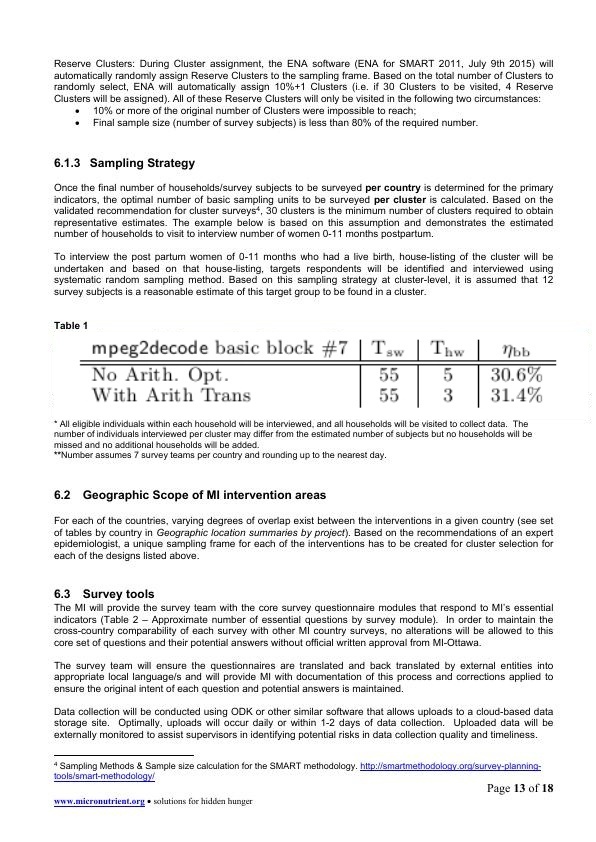 Reserve Clusters: During Cluster assignment, the ENA software (ENA for SMART 2011, July 9th 2015) will
automatically randomly assign Reserve Clusters to the sampling frame. Based on the total number of Clusters to
randomly select, ENA will automatically assign 10%+1 Clusters (i.e. if 30 Clusters to be visited, 4 Reserve
Clusters will be assigned). All of these Reserve Clusters will only be visited in the following two circumstances:
• 10% or more of the original number of Clusters were impossible to reach;
• Final sample size (number of survey subjects) is less than 80% of the required number.
6.1.3 Sampling Strategy
Once the final number of households/survey subjects to be surveyed per country is determined for the primary
indicators, the optimal number of basic sampling units to be surveyed per cluster is calculated. Based on the
validated recommendation for cluster surveys⁴, 30 clusters is the minimum number of clusters required to obtain
representative estimates. The example below is based on this assumption and demonstrates the estimated
number of households to visit to interview number of women 0-11 months postpartum.
To interview the post partum women of 0-11 months who had a live birth, house-listing of the cluster will be
undertaken and based on that house-listing, targets respondents will be identified and interviewed using
systematic random sampling method. Based on this sampling strategy at cluster-level, it is assumed that 12
survey subjects is a reasonable estimate of this target group to be found in a cluster.
Table 1
mpeg2decode basic block #7 | T_sw | T_hw | η_bb
No Arith. Opt. | 55 | 5 | 30.6%
With Arith Trans | 55 | 3 | 31.4%
* All eligible individuals within each household will be interviewed, and all households will be visited to collect data. The
number of individuals interviewed per cluster may differ from the estimated number of subjects but no households will be
missed and no additional households will be added.
**Number assumes 7 survey teams per country and rounding up to the nearest day.
6.2 Geographic Scope of MI intervention areas
For each of the countries, varying degrees of overlap exist between the interventions in a given country (see set
of tables by country in Geographic location summaries by project). Based on the recommendations of an expert
epidemiologist, a unique sampling frame for each of the interventions has to be created for cluster selection for
each of the designs listed above.
6.3 Survey tools
The MI will provide the survey team with the core survey questionnaire modules that respond to MI's essential
indicators (Table 2 – Approximate number of essential questions by survey module). In order to maintain the
cross-country comparability of each survey with other MI country surveys, no alterations will be allowed to this
core set of questions and their potential answers without official written approval from MI-Ottawa.
The survey team will ensure the questionnaires are translated and back translated by external entities into
appropriate local language/s and will provide MI with documentation of this process and corrections applied to
ensure the original intent of each question and potential answers is maintained.
Data collection will be conducted using ODK or other similar software that allows uploads to a cloud-based data
storage site. Optimally, uploads will occur daily or within 1-2 days of data collection. Uploaded data will be
externally monitored to assist supervisors in identifying potential risks in data collection quality and timeliness.
⁴ Sampling Methods & Sample size calculation for the SMART methodology. http://smartmethodology.org/survey-planning-
tools/smart-methodology/
Page 13 of 18
www.micronutrient.org • solutions for hidden hunger